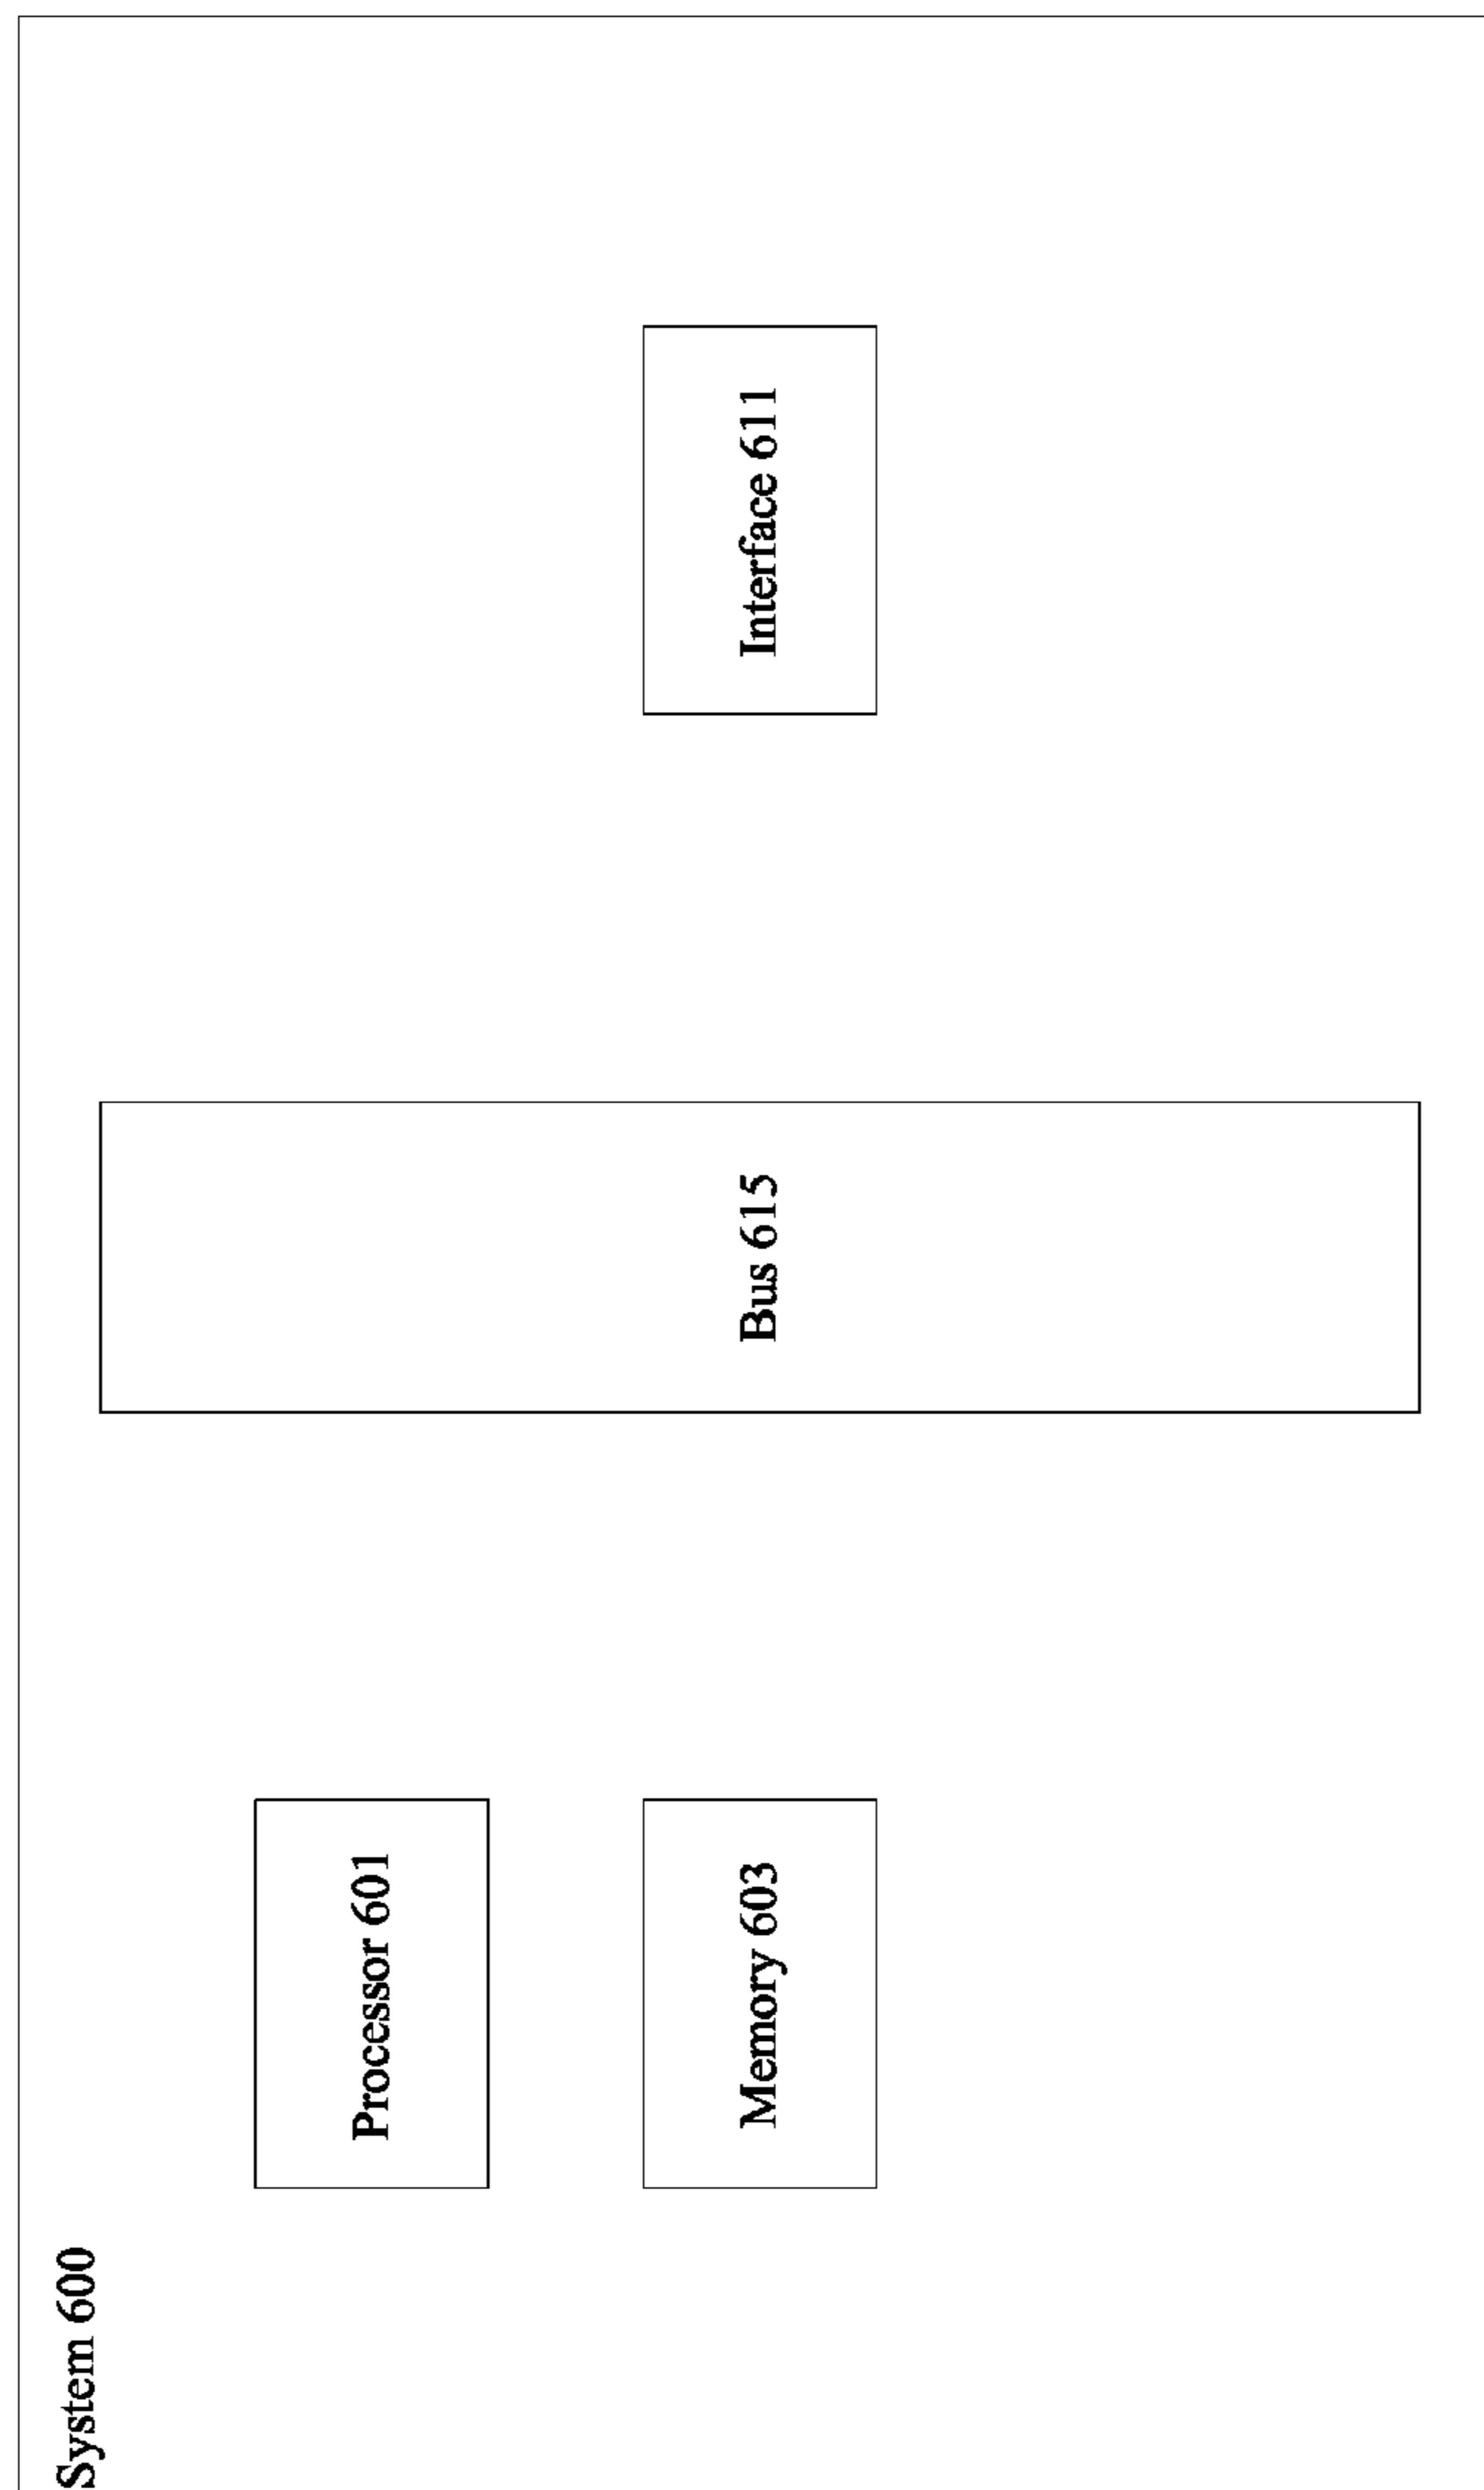 System 600
Processor 601
Memory 603
Bus 615
Interface 611